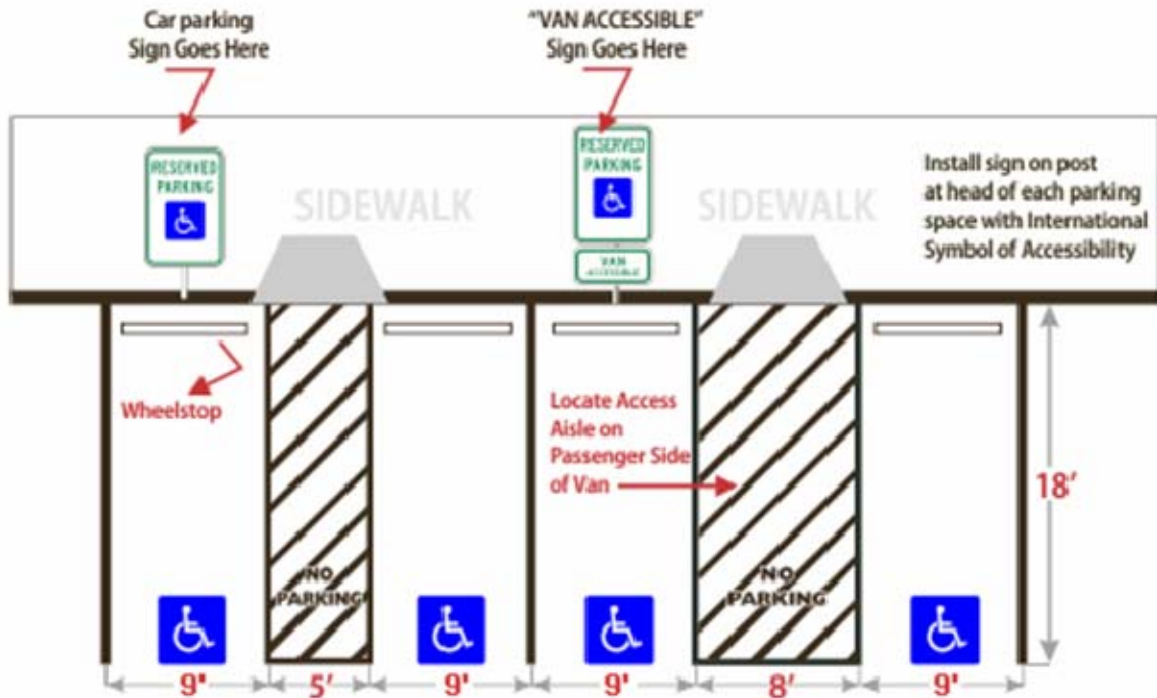 Car parking
Sign Goes Here
"VAN ACCESSIBLE"
Sign Goes Here
RESERVED
PARKING
SIDEWALK
RESERVED
PARKING
VAN
ACCESSIBLE
SIDEWALK
Install sign on post
at head of each parking
space with International
Symbol of Accessibility
Wheelstop
Locate Access
Aisle on
Passenger Side
of Van
18'
NO
PARKING
NO
PARKING
9'
5'
9'
9'
8'
9'